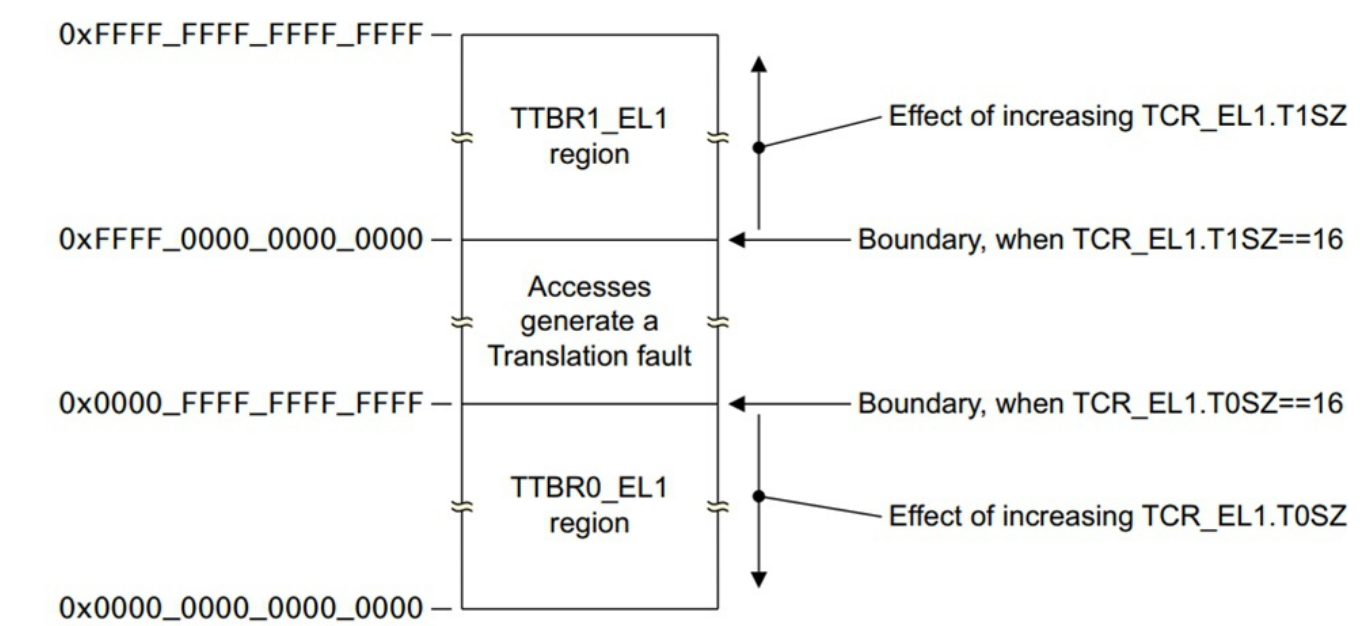 0xFFFF_FFFF_FFFF_FFFF
TTBR1_EL1
region
Effect of increasing TCR_EL1.T1SZ
0xFFFF_0000_0000_0000
Boundary, when TCR_EL1.T1SZ==16
Accesses
generate a
Translation fault
0x0000_FFFF_FFFF_FFFF
Boundary, when TCR_EL1.T0SZ==16
TTBR0_EL1
region
Effect of increasing TCR_EL1.T0SZ
0x0000_0000_0000_0000